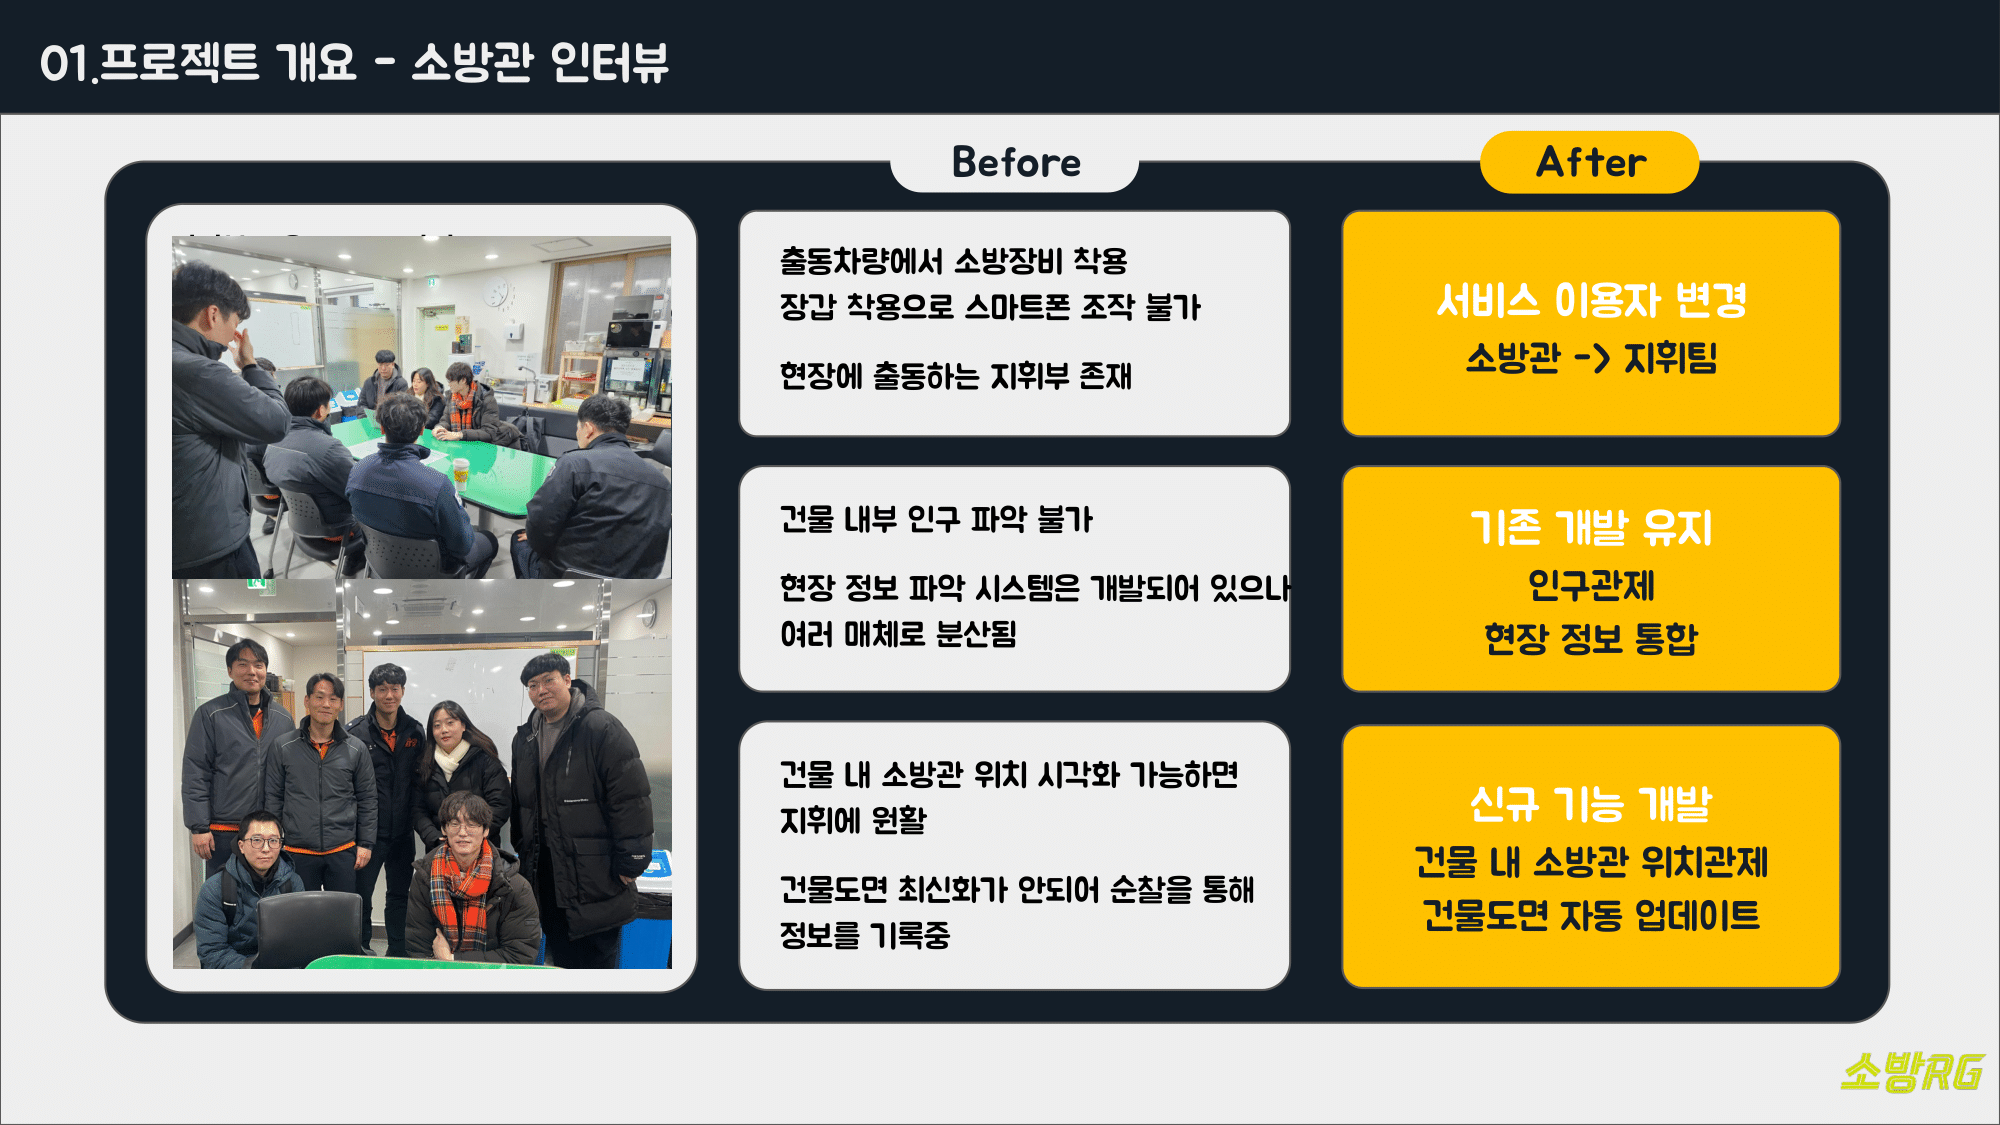 01.프로젝트 개요 - 소방관 인터뷰
Before
After
출동차량에서 소방장비 착용
장갑 착용으로 스마트폰 조작 불가
현장에 출동하는 지휘부 존재
서비스 이용자 변경
소방관 -> 지휘팀
건물 내부 인구 파악 불가
현장 정보 파악 시스템은 개발되어 있으나
여러 매체로 분산됨
기존 개발 유지
인구관제
현장 정보 통합
건물 내 소방관 위치 시각화 가능하면
지휘에 원활
건물도면 최신화가 안되어 순찰을 통해
정보를 기록중
신규 기능 개발
건물 내 소방관 위치관제
건물도면 자동 업데이트
소방RG